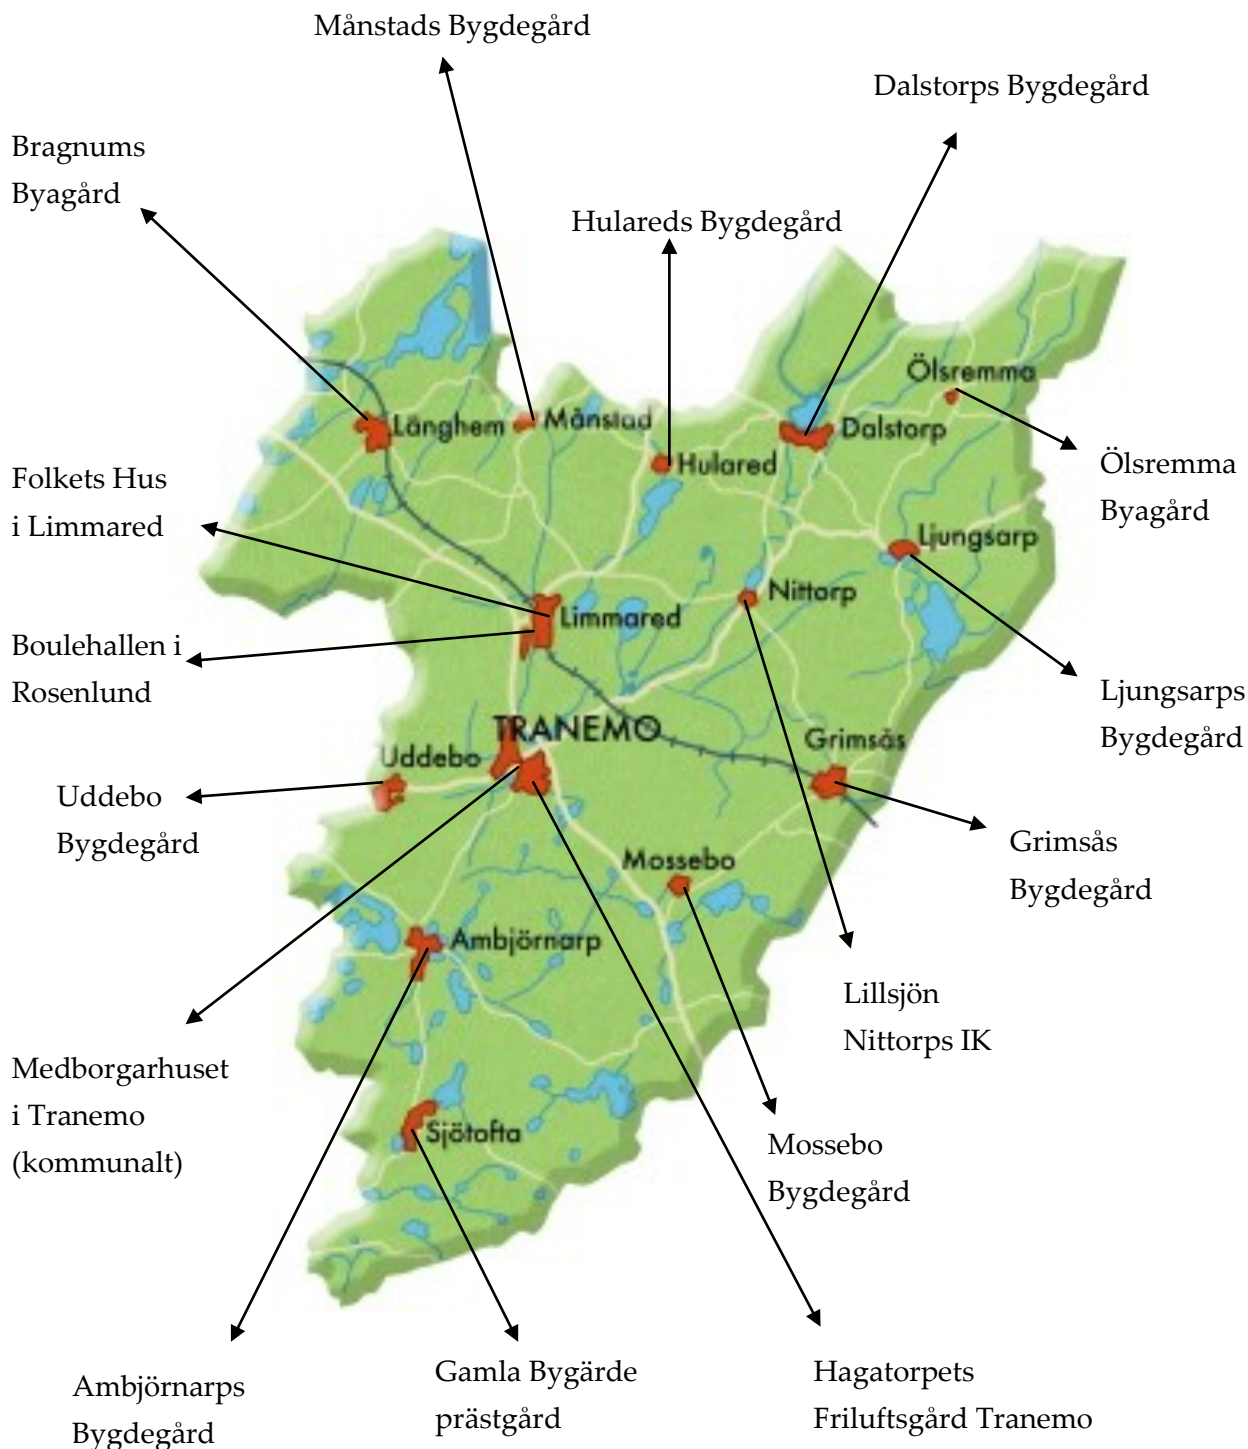 Månstads Bygdegård
Dalstorps Bygdegård
Bragnums
Byagård
Hulareds Bygdegård
Ölsremma
Länghem
Månstad
Dalstorp
Hulared
Ölsremma
Byagård
Folkets Hus
i Limmared
Ljungsarp
Nittorp
Limmared
Boulehallen i
Rosenlund
Ljungsarps
Bygdegård
TRANEMO
Grimsås
Uddebo
Uddebo
Bygdegård
Grimsås
Bygdegård
Mossebo
Ambjörnarp
Lillsjön
Nittorps IK
Medborgarhuset
i Tranemo
(kommunalt)
Sjötofta
Mossebo
Bygdegård
Ambjörnarps
Bygdegård
Gamla Bygärde
prästgård
Hagatorpets
Friluftsgård Tranemo